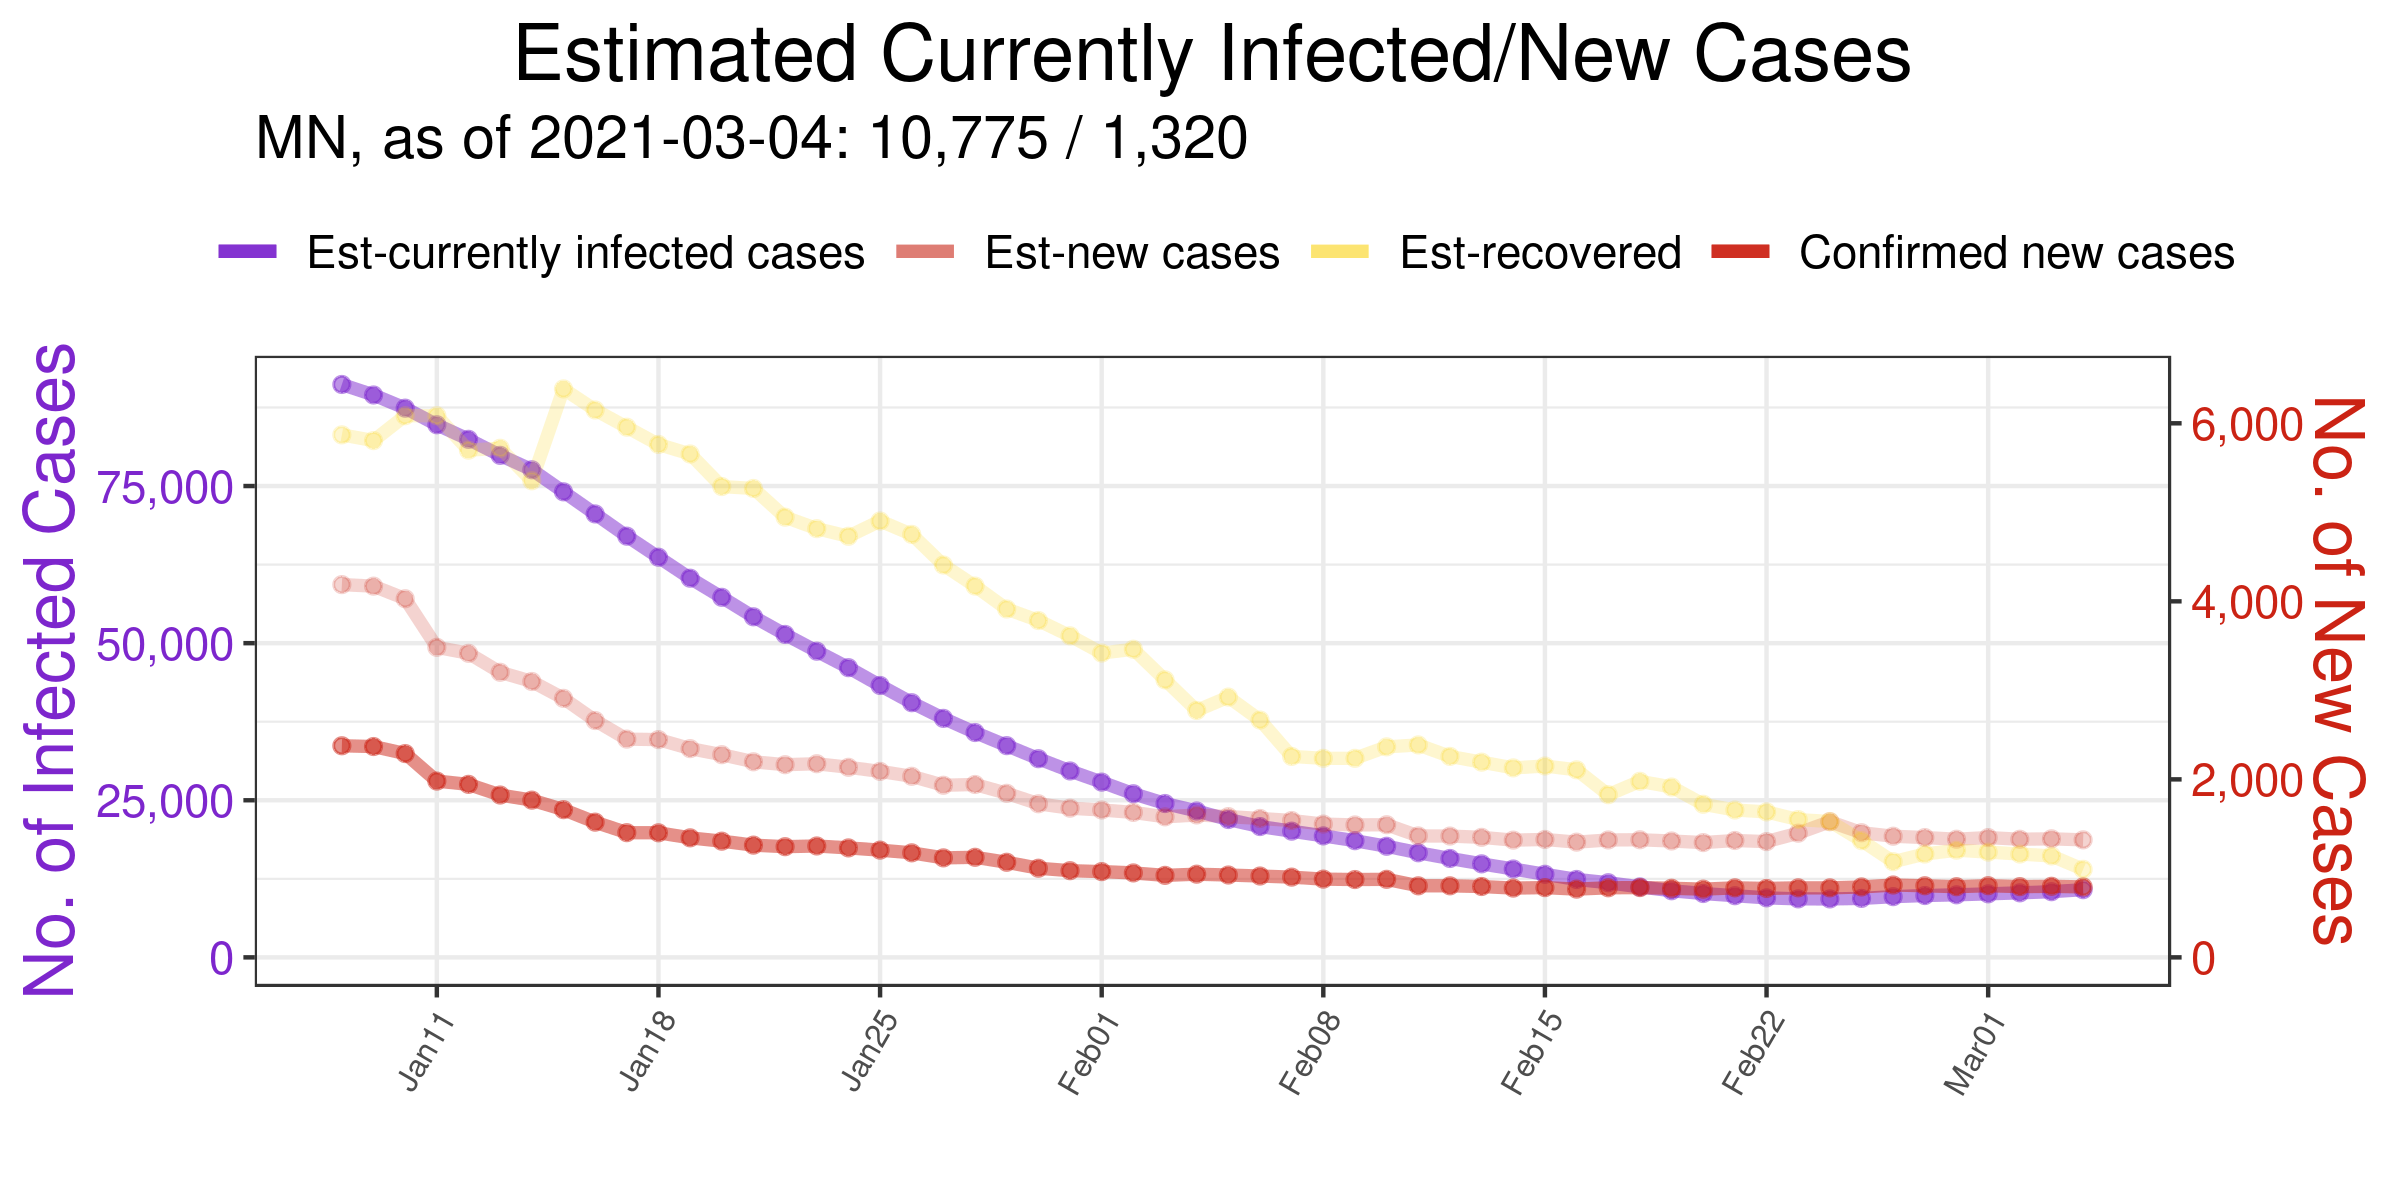 Estimated Currently Infected/New Cases
MN, as of 2021-03-04: 10,775 / 1,320
Est-currently infected cases Est-new cases Est-recovered Confirmed new cases
No. of Infected Cases
75,000
50,000
25,000
0
6,000
4,000
2,000
0
No. of New Cases
Jan11 Jan18 Jan25 Feb01 Feb08 Feb15 Feb22 Mar01